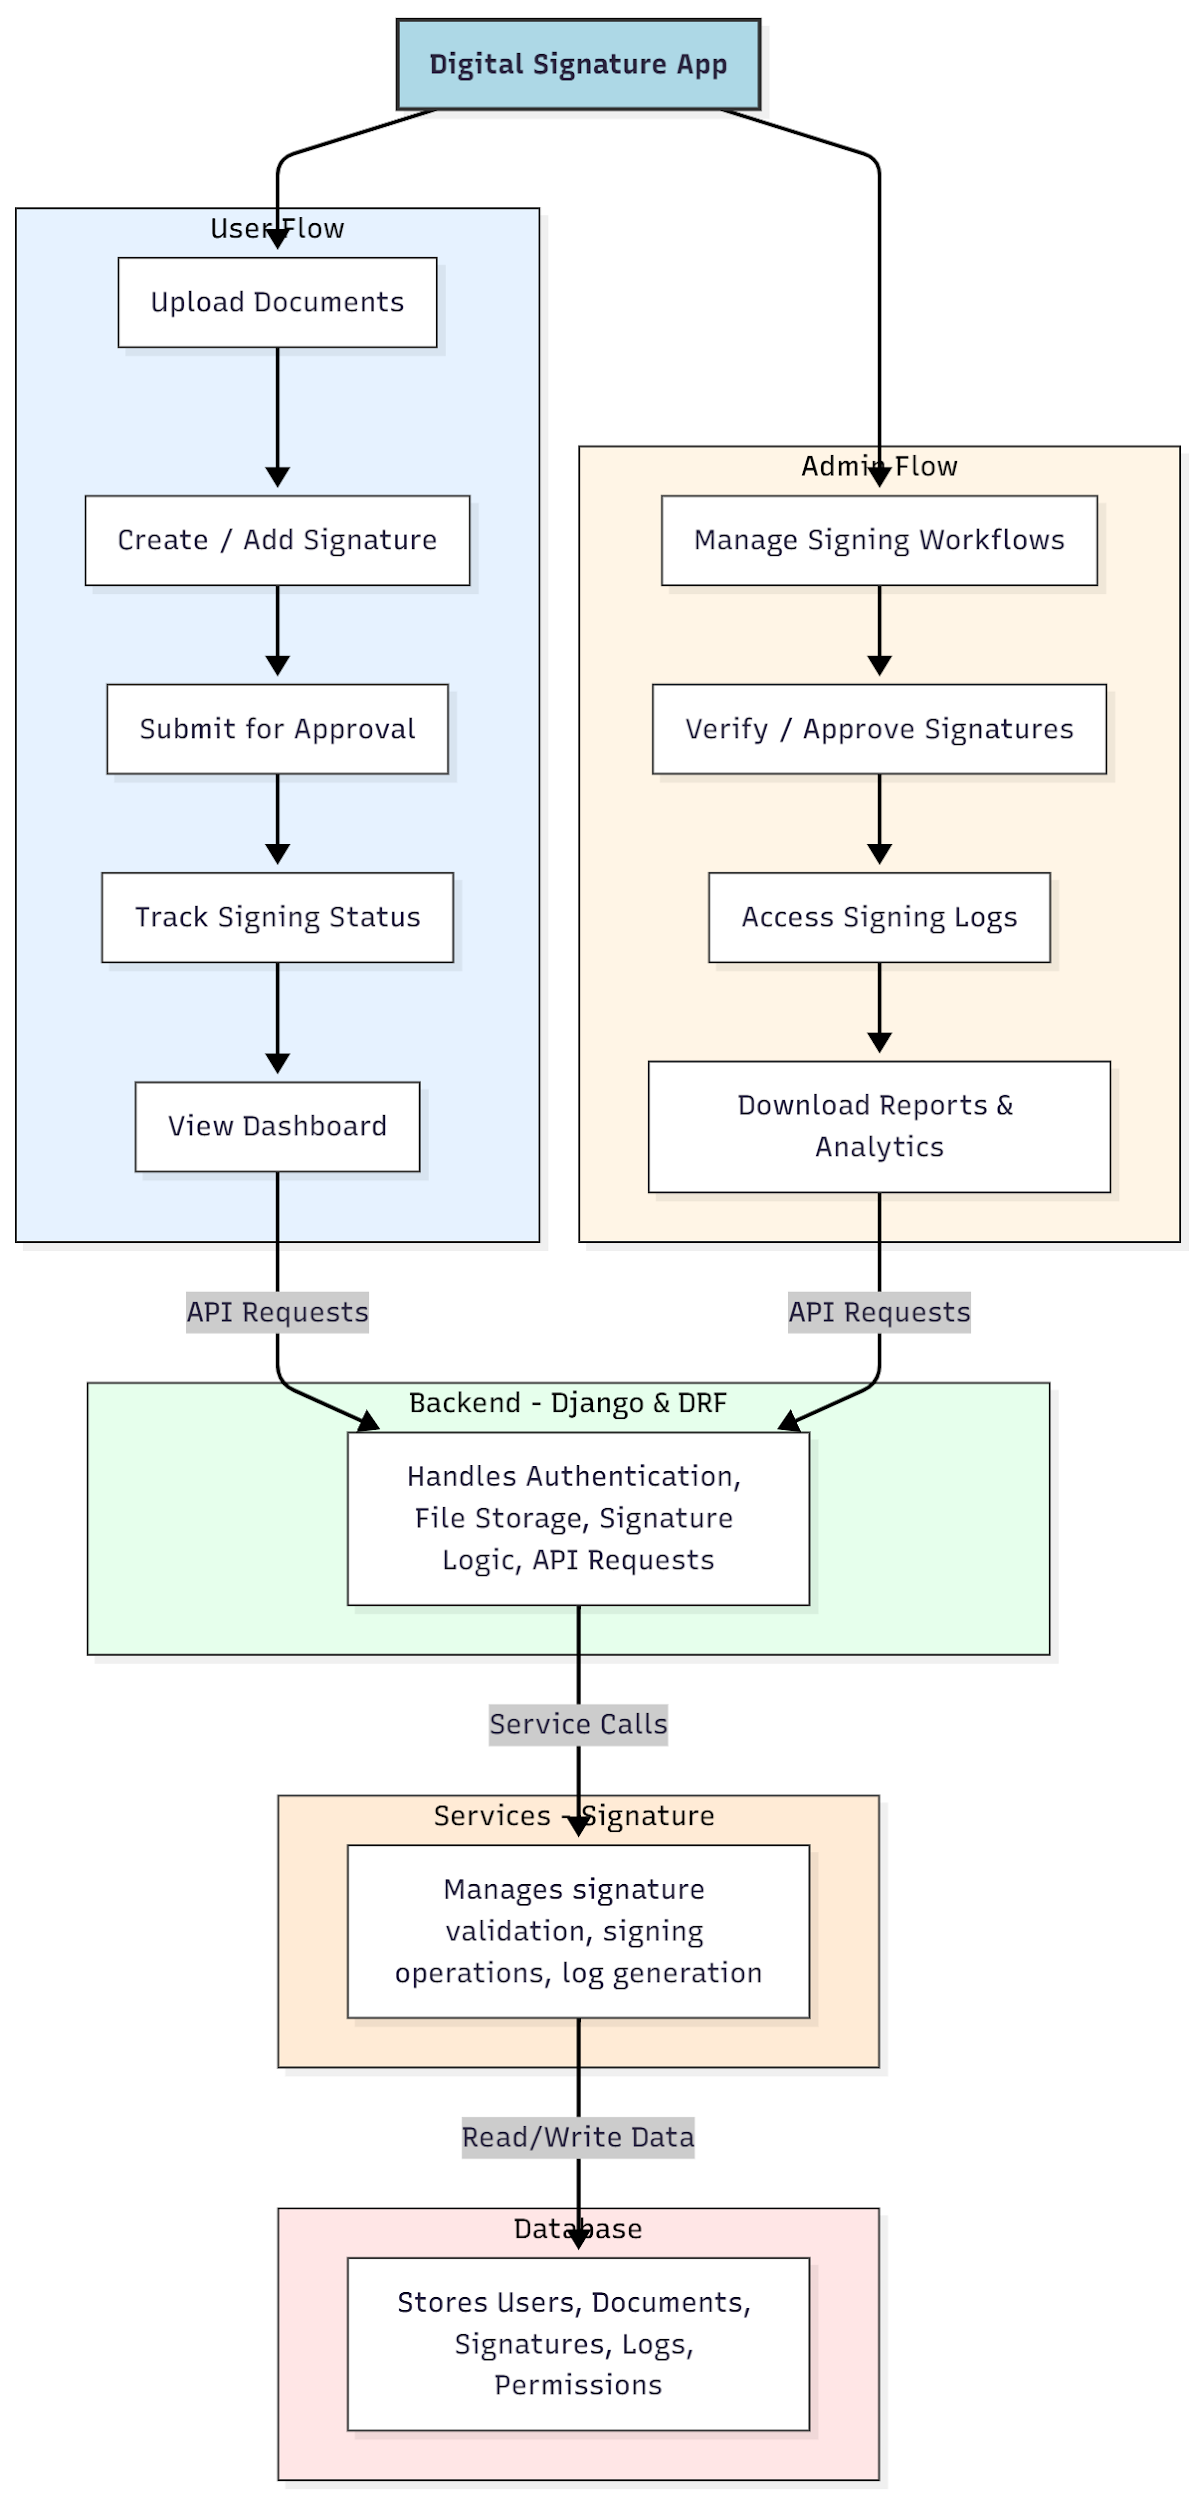 Digital Signature App
User Flow
Upload Documents
Create / Add Signature
Submit for Approval
Track Signing Status
View Dashboard
Admin Flow
Manage Signing Workflows
Verify / Approve Signatures
Access Signing Logs
Download Reports &
Analytics
API Requests
API Requests
Backend - Django & DRF
Handles Authentication,
File Storage, Signature
Logic, API Requests
Service Calls
Services - Signature
Manages signature
validation, signing
operations, log generation
Read/Write Data
Database
Stores Users, Documents,
Signatures, Logs,
Permissions